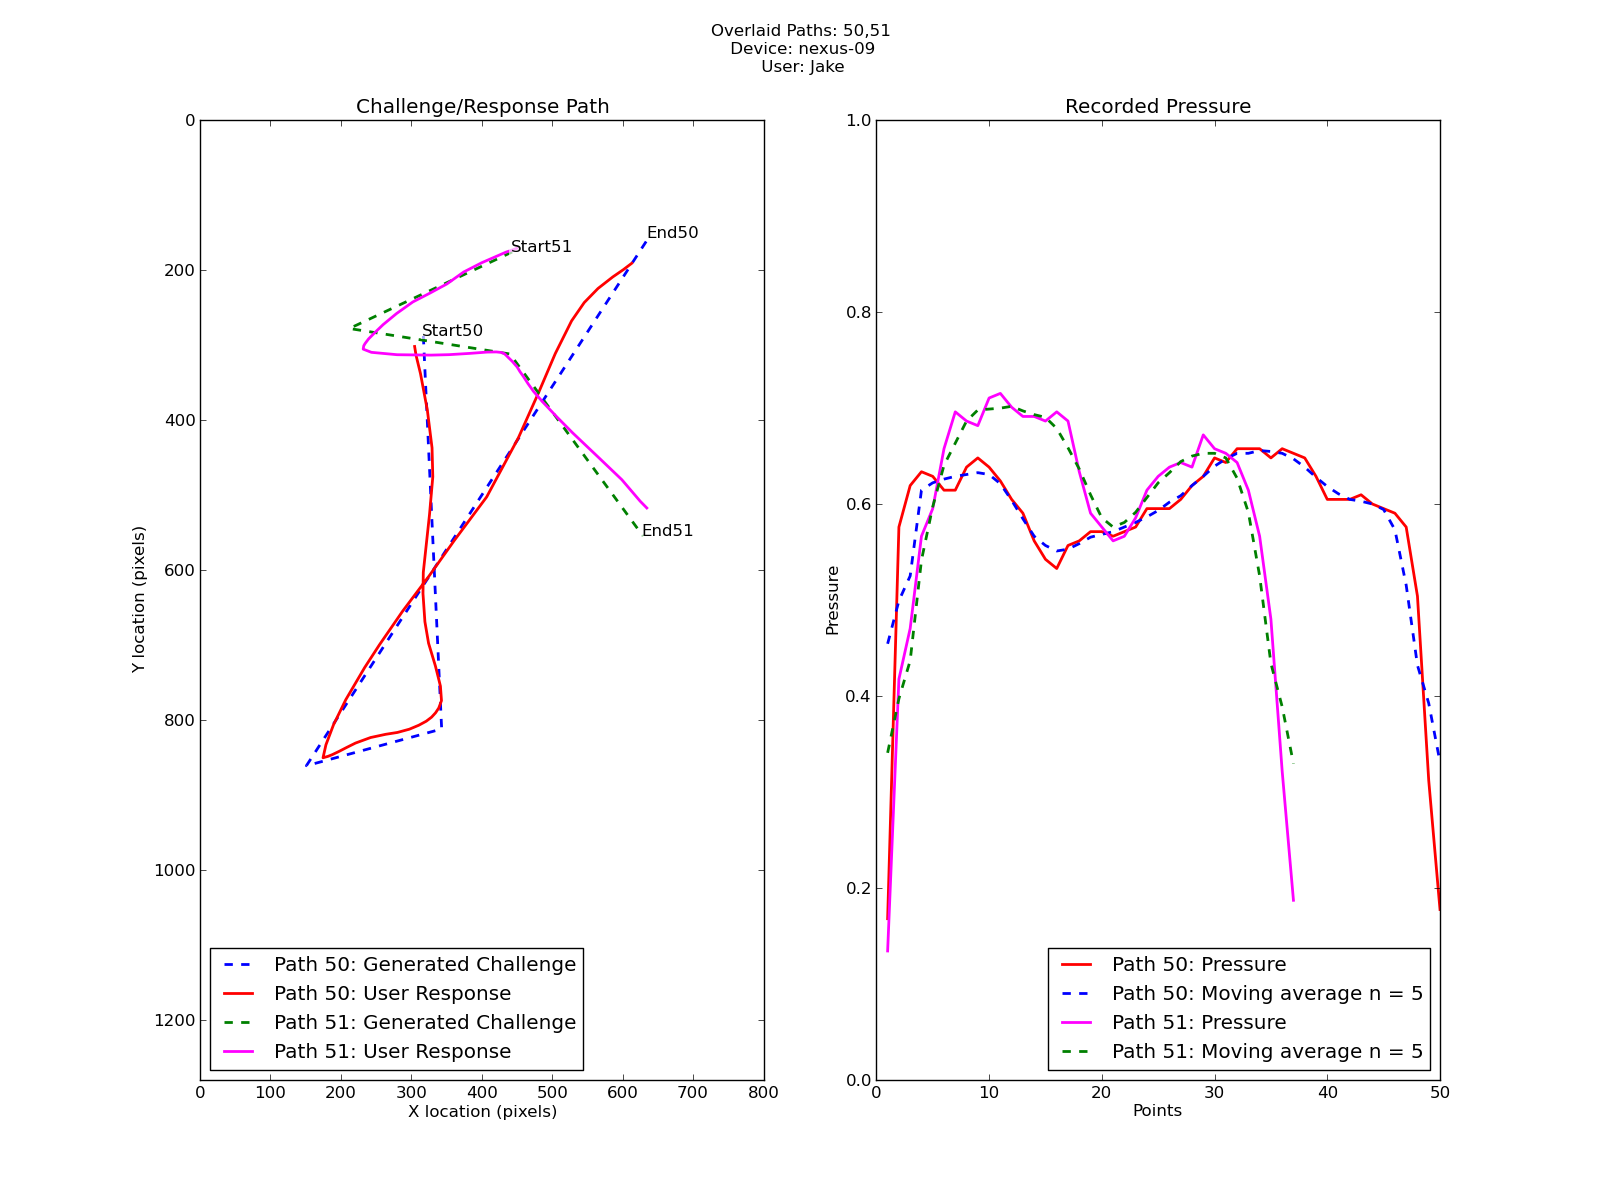 Overlaid Paths: 50,51
Device: nexus-09
User: Jake
Challenge/Response Path
0
200
400
600
800
1000
1200
Y location (pixels)
Start51
End50
Start50
End51
Path 50: Generated Challenge
Path 50: User Response
Path 51: Generated Challenge
Path 51: User Response
0 100 200 300 400 500 600 700 800
X location (pixels)
Recorded Pressure
1.0
0.8
0.6
0.4
0.2
0.0
Pressure
Path 50: Pressure
Path 50: Moving average n = 5
Path 51: Pressure
Path 51: Moving average n = 5
0 10 20 30 40 50
Points